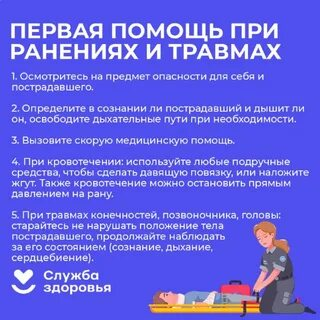 ПЕРВАЯ ПОМОЩЬ ПРИ
РАНЕНИЯХ И ТРАВМАХ
1. Осмотритесь на предмет опасности для себя и
пострадавшего.
2. Определите в сознании ли пострадавший и дышит ли
он, освободите дыхательные пути при необходимости.
3. Вызовите скорую медицинскую помощь.
4. При кровотечении: используйте любые подручные
средства, чтобы сделать давящую повязку, или наложите
жгут. Также кровотечение можно остановить прямым
давлением на рану.
5. При травмах конечностей, позвоночника, головы:
старайтесь не нарушать положение тела
пострадавшего, продолжайте наблюдать
за его состоянием (сознание, дыхание,
сердцебиение).
Служба
здоровья